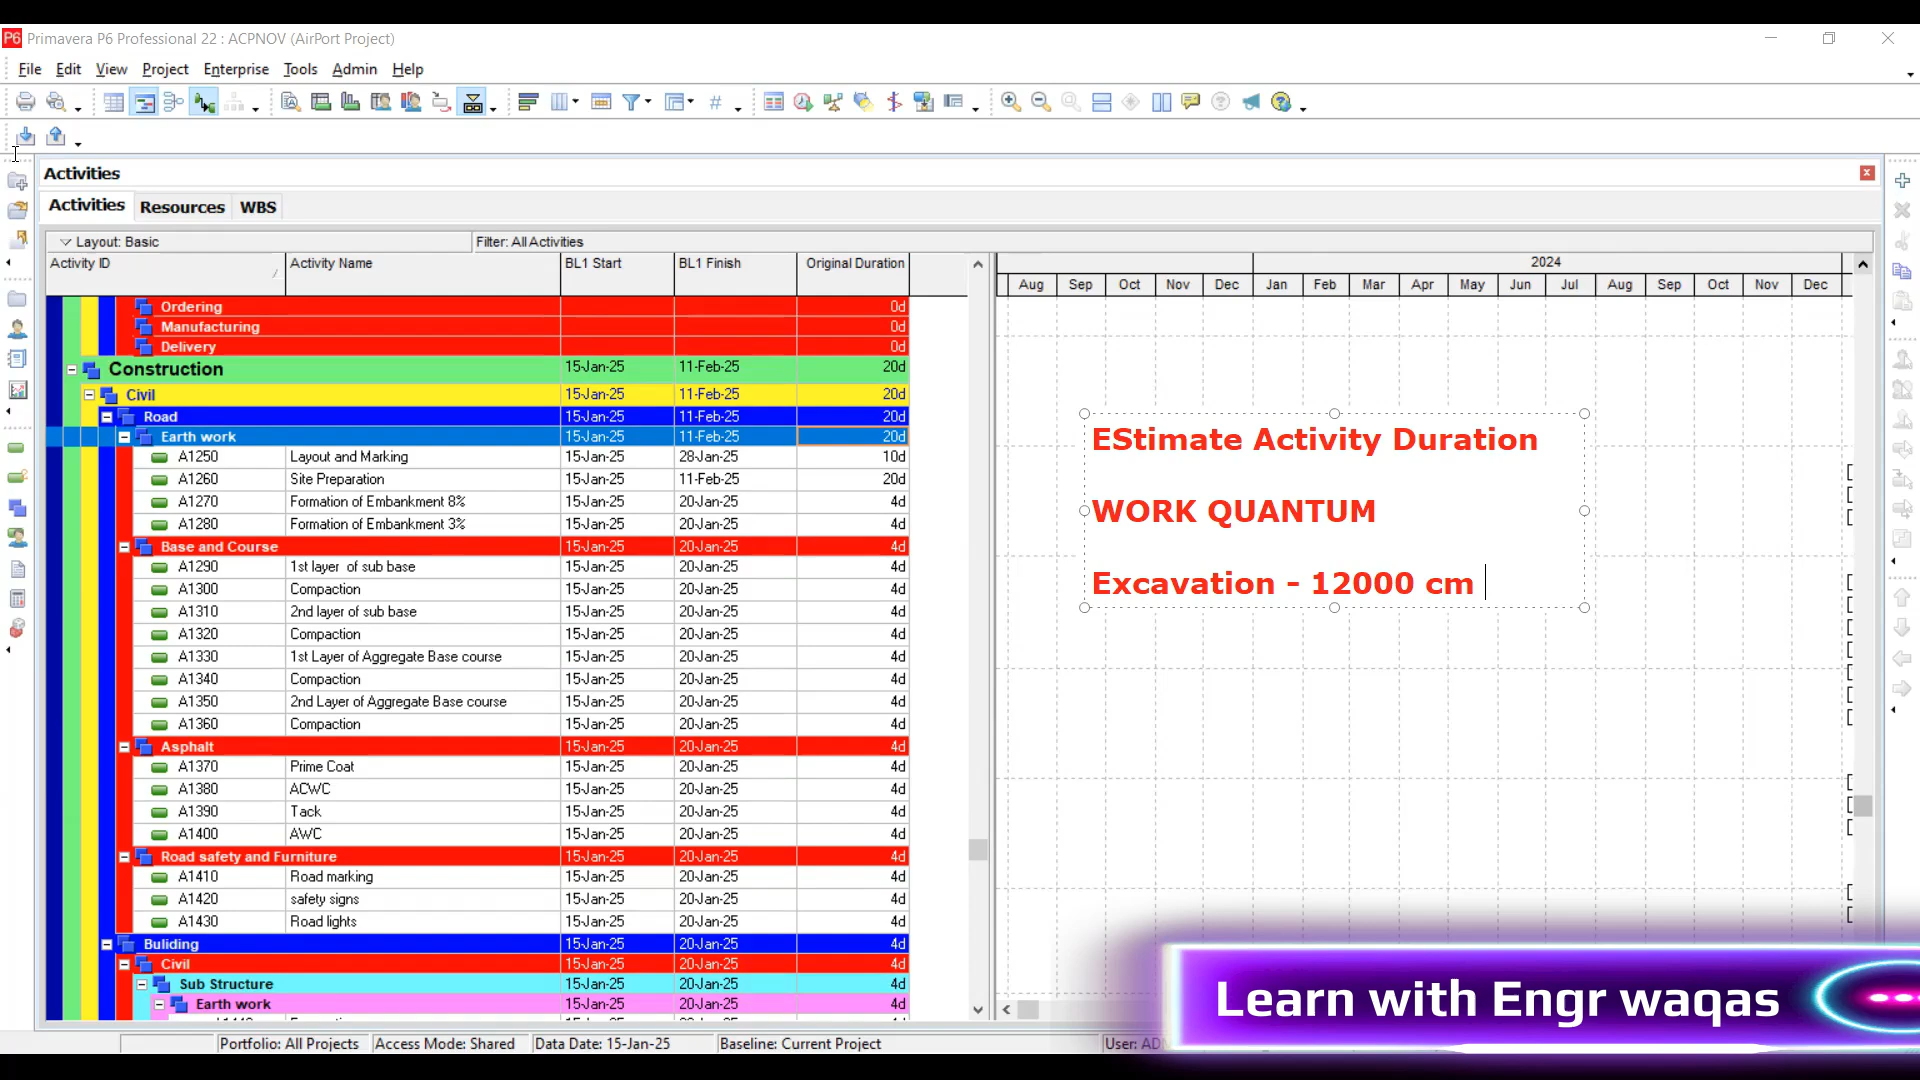 P6 Primavera P6 Professional 22 : ACPNOV (AirPort Project)
File Edit View Project Enterprise Tools Admin Help
Activities
Activities Resources WBS
Layout: Basic Filter: All Activities
Activity ID Activity Name BL1 Start BL1 Finish Original Duration
2024
Aug Sep Oct Nov Dec Jan Feb Mar Apr May Jun Jul Aug Sep Oct Nov Dec
Ordering 0d
Manufacturing 0d
Delivery 0d
Construction 15-Jan-25 11-Feb-25 20d
Civil 15-Jan-25 11-Feb-25 20d
Road 15-Jan-25 11-Feb-25 20d
Earth work 15-Jan-25 11-Feb-25 20d
A1250 Layout and Marking 15-Jan-25 28-Jan-25 10d
A1260 Site Preparation 15-Jan-25 11-Feb-25 20d
A1270 Formation of Embankment 8% 15-Jan-25 20-Jan-25 4d
A1280 Formation of Embankment 3% 15-Jan-25 20-Jan-25 4d
Base and Course 15-Jan-25 20-Jan-25 4d
A1290 1st layer of sub base 15-Jan-25 20-Jan-25 4d
A1300 Compaction 15-Jan-25 20-Jan-25 4d
A1310 2nd layer of sub base 15-Jan-25 20-Jan-25 4d
A1320 Compaction 15-Jan-25 20-Jan-25 4d
A1330 1st Layer of Aggregate Base course 15-Jan-25 20-Jan-25 4d
A1340 Compaction 15-Jan-25 20-Jan-25 4d
A1350 2nd Layer of Aggregate Base course 15-Jan-25 20-Jan-25 4d
A1360 Compaction 15-Jan-25 20-Jan-25 4d
Asphalt 15-Jan-25 20-Jan-25 4d
A1370 Prime Coat 15-Jan-25 20-Jan-25 4d
A1380 ACWC 15-Jan-25 20-Jan-25 4d
A1390 Tack 15-Jan-25 20-Jan-25 4d
A1400 AWC 15-Jan-25 20-Jan-25 4d
Road safety and Furniture 15-Jan-25 20-Jan-25 4d
A1410 Road marking 15-Jan-25 20-Jan-25 4d
A1420 safety signs 15-Jan-25 20-Jan-25 4d
A1430 Road lights 15-Jan-25 20-Jan-25 4d
Buliding 15-Jan-25 20-Jan-25 4d
Civil 15-Jan-25 20-Jan-25 4d
Sub Structure 15-Jan-25 20-Jan-25 4d
Earth work 15-Jan-25 20-Jan-25 4d
EStimate Activity Duration
WORK QUANTUM
Excavation - 12000 cm
Learn with Engr waqas
Portfolio: All Projects Access Mode: Shared Data Date: 15-Jan-25 Baseline: Current Project User: